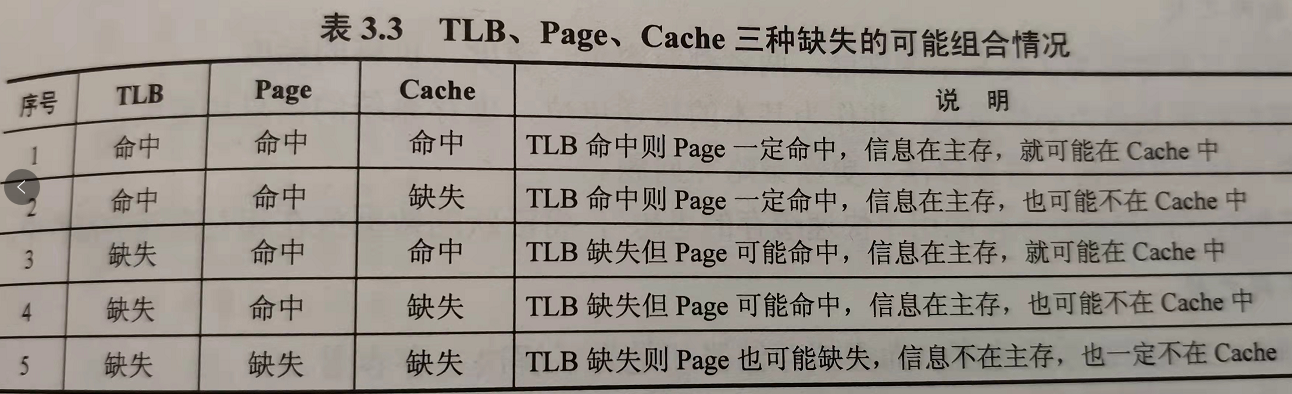 表 3.3 TLB、Page、Cache 三种缺失的可能组合情况
序号 TLB Page Cache 说 明
1 命中 命中 命中 TLB 命中则 Page 一定命中，信息在主存，就可能在 Cache 中
2 命中 命中 缺失 TLB 命中则 Page 一定命中，信息在主存，也可能不在 Cache 中
3 缺失 命中 命中 TLB 缺失但 Page 可能命中，信息在主存，就可能在 Cache 中
4 缺失 命中 缺失 TLB 缺失但 Page 可能命中，信息在主存，也可能不在 Cache 中
5 缺失 缺失 缺失 TLB 缺失则 Page 也可能缺失，信息不在主存，也一定不在 Cache